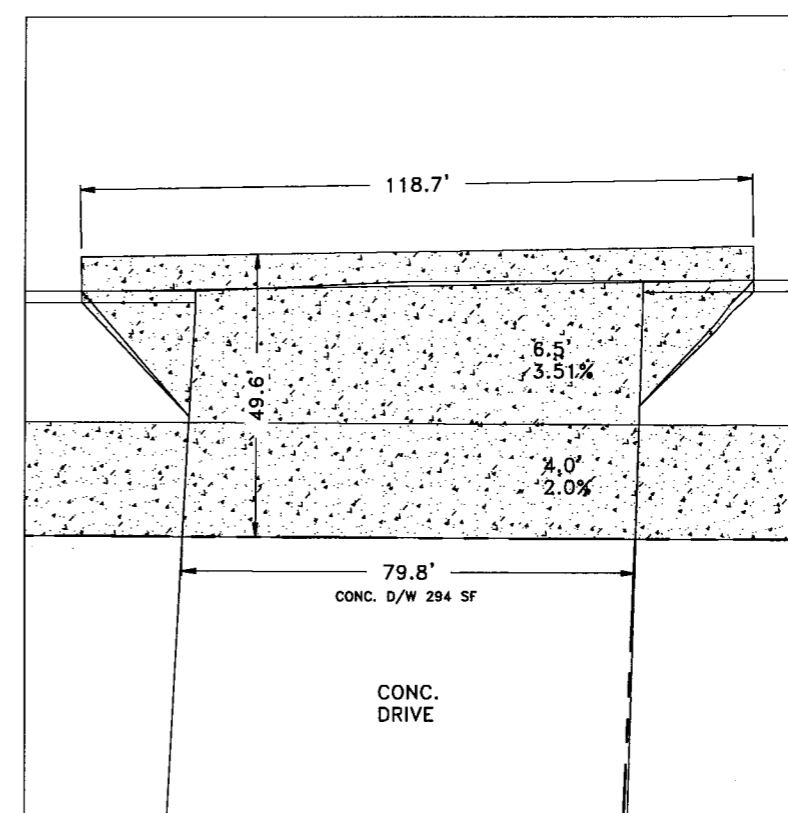 118.7'
6.5'
3.51%
49.6'
4.0'
2.0%
79.8'
CONC. D/W 294 SF
CONC.
DRIVE